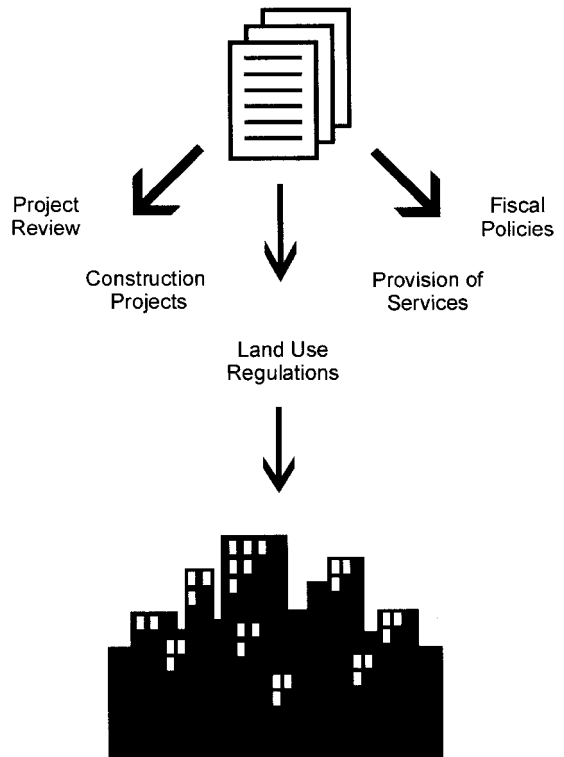 Project
Review
Fiscal
Policies
Construction
Projects
Provision of
Services
Land Use
Regulations